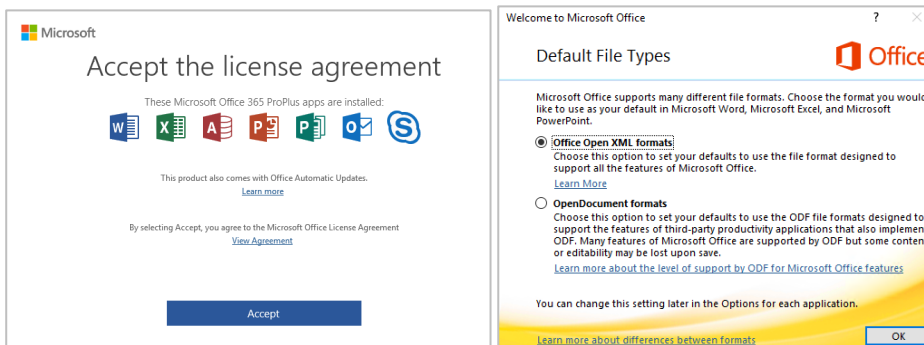 Microsoft
Accept the license agreement
These Microsoft Office 365 ProPlus apps are installed:
W X A P P O S
This product also comes with Office Automatic Updates.
Learn more
By selecting Accept, you agree to the Microsoft Office License Agreement
View Agreement
Accept
Welcome to Microsoft Office
?
Default File Types
Office
Microsoft Office supports many different file formats. Choose the format you would
like to use as your default in Microsoft Word, Microsoft Excel, and Microsoft
PowerPoint.
Office Open XML formats
Choose this option to set your defaults to use the file format designed to
support all the features of Microsoft Office.
Learn More
OpenDocument formats
Choose this option to set your defaults to use the ODF file formats designed to
support the features of third-party productivity applications that also implemen
ODF. Many features of Microsoft Office are supported by ODF but some conten
or editability may be lost upon save.
Learn more about the level of support by ODF for Microsoft Office features
You can change this setting later in the Options for each application.
Learn more about differences between formats
OK